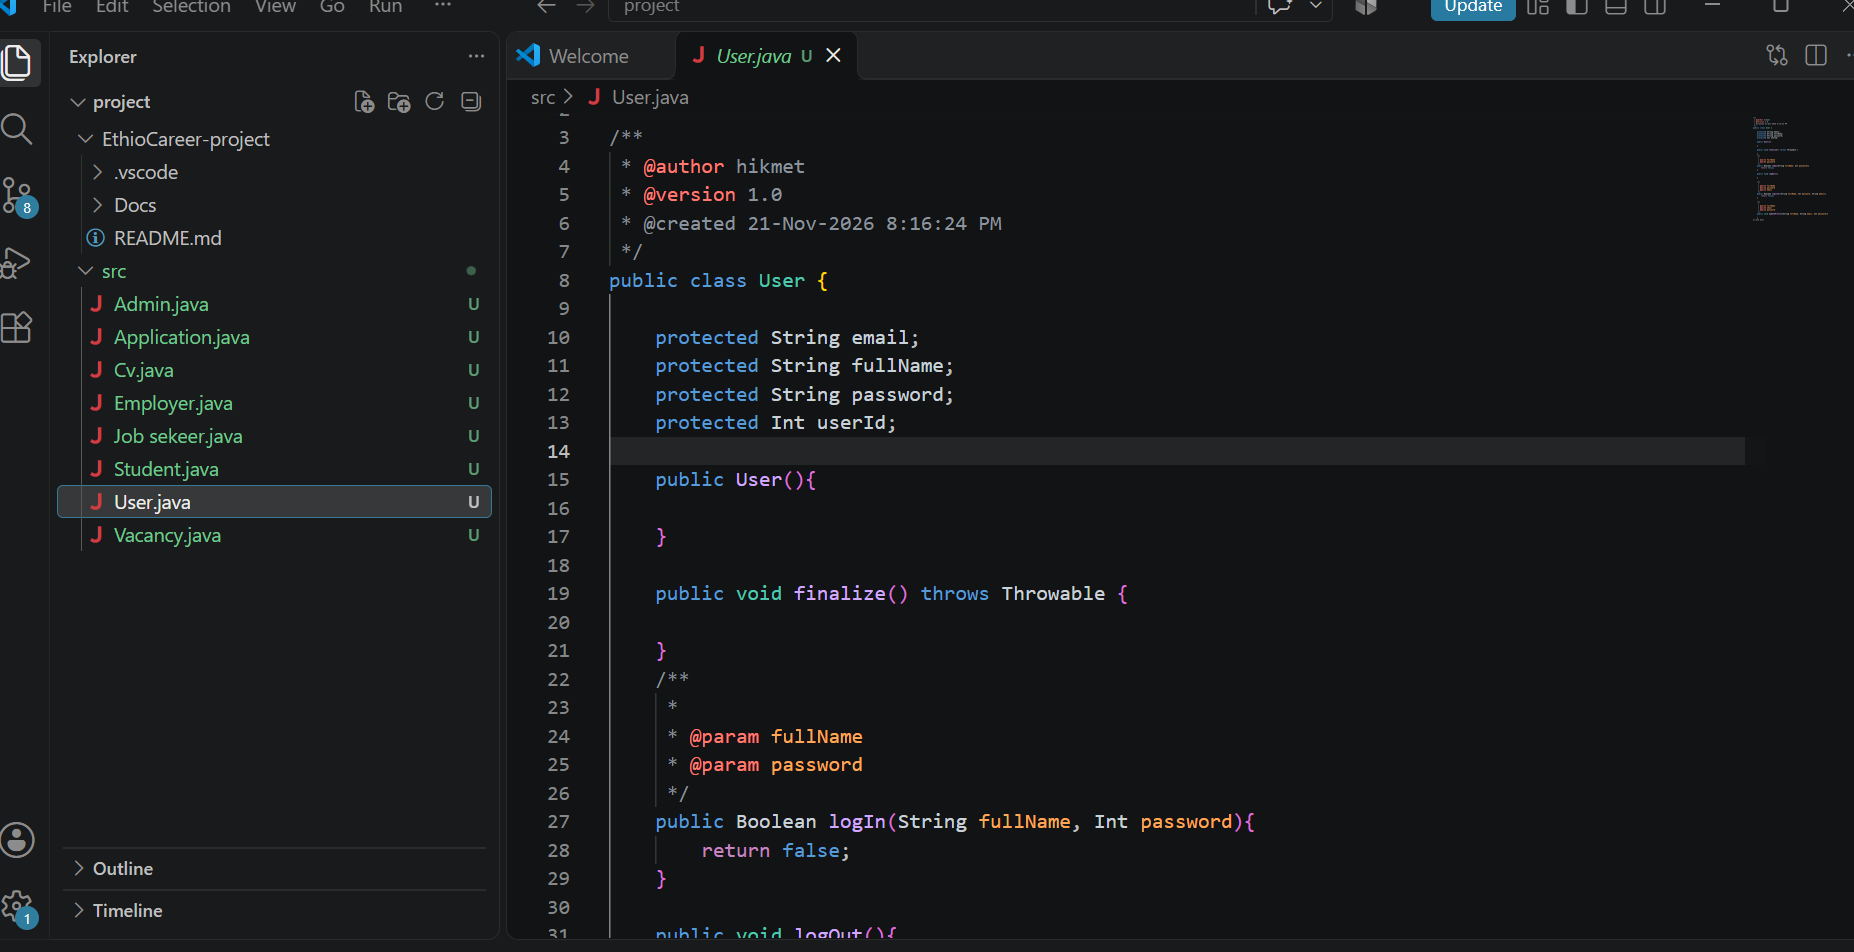 File Edit Selection View Go Run ··· project Update
Explorer ···
project
EthioCareer-project
.vscode
Docs
README.md
src
J Admin.java U
J Application.java U
J Cv.java U
J Employer.java U
J Job sekeer.java U
J Student.java U
J User.java U
J Vacancy.java U
Outline
Timeline
8
1
Welcome J User.java U
src > J User.java
2
3 /**
4 * @author hikmet
5 * @version 1.0
6 * @created 21-Nov-2026 8:16:24 PM
7 */
8 public class User {
9
10 protected String email;
11 protected String fullName;
12 protected String password;
13 protected Int userId;
14
15 public User(){
16
17 }
18
19 public void finalize() throws Throwable {
20
21 }
22 /**
23 *
24 * @param fullName
25 * @param password
26 */
27 public Boolean logIn(String fullName, Int password){
28 return false;
29 }
30
31 public void logOut(){